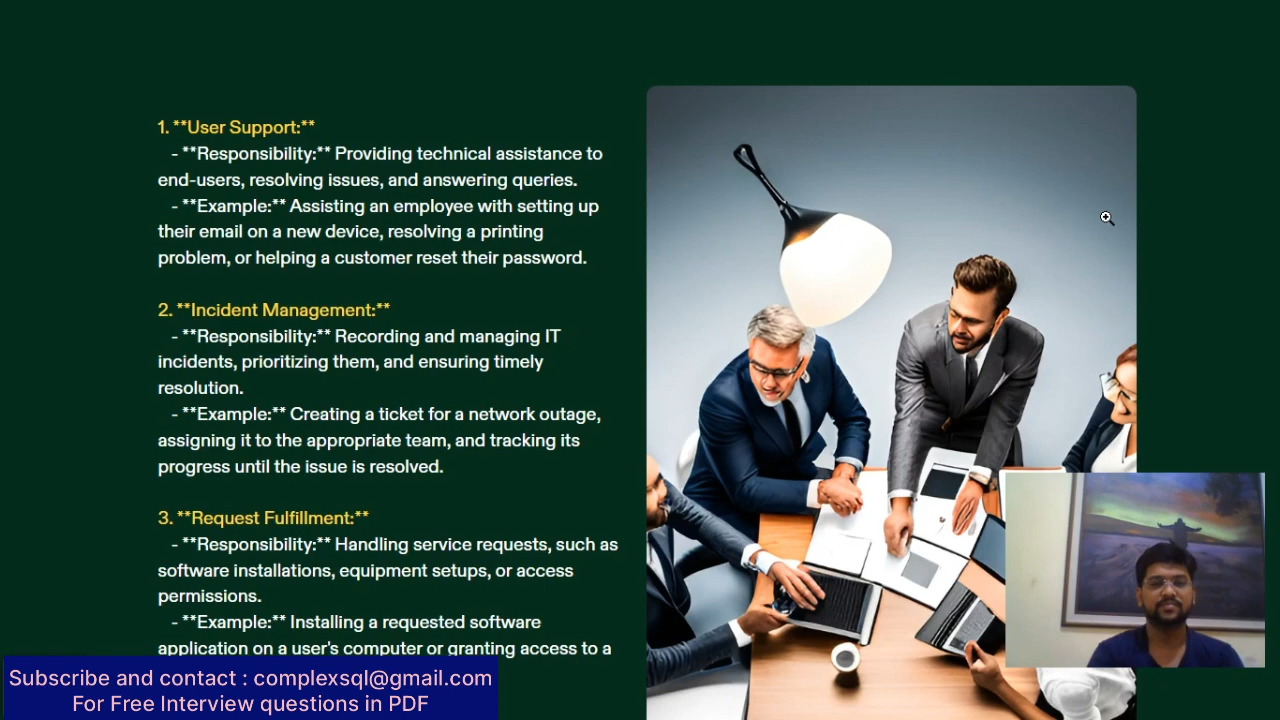 1. **User Support:**
- **Responsibility:** Providing technical assistance to
end-users, resolving issues, and answering queries.
- **Example:** Assisting an employee with setting up
their email on a new device, resolving a printing
problem, or helping a customer reset their password.
2. **Incident Management:**
- **Responsibility:** Recording and managing IT
incidents, prioritizing them, and ensuring timely
resolution.
- **Example:** Creating a ticket for a network outage,
assigning it to the appropriate team, and tracking its
progress until the issue is resolved.
3. **Request Fulfillment:**
- **Responsibility:** Handling service requests, such as
software installations, equipment setups, or access
permissions.
- **Example:** Installing a requested software
application on a user's computer or granting access to a
Subscribe and contact : complexsql@gmail.com
For Free Interview questions in PDF